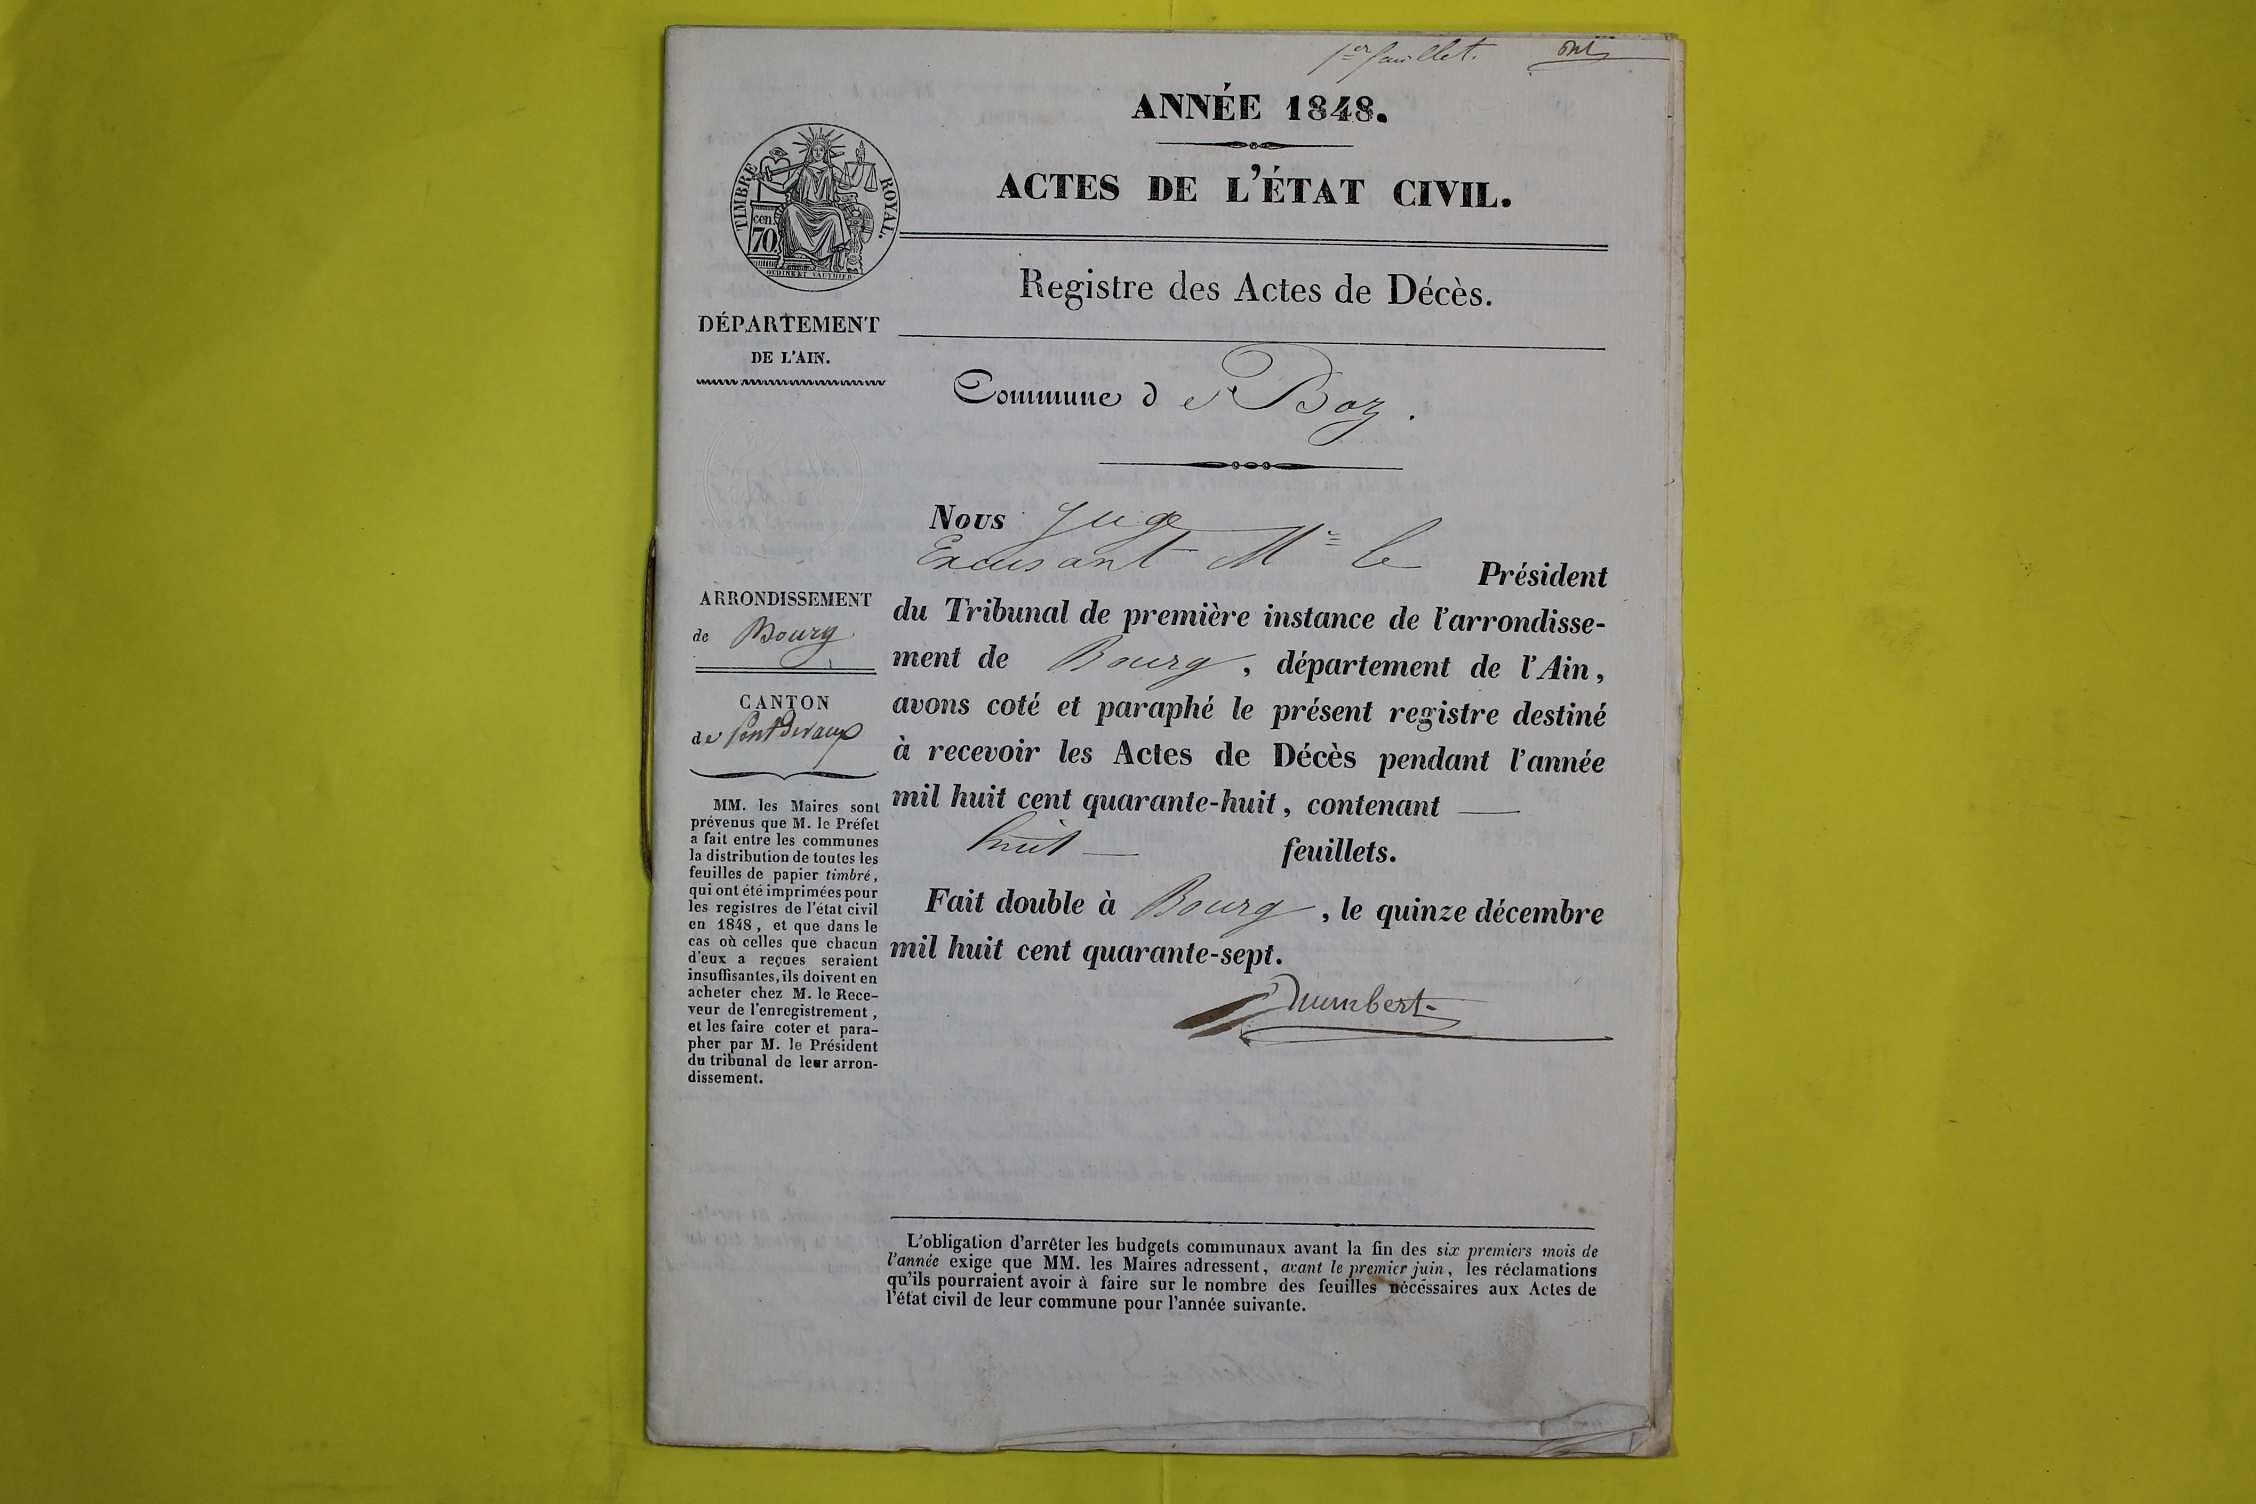 1er feuillet.
ANNÉE 1848.
ACTES DE L'ÉTAT CIVIL.
TIMBRE ROYAL.
cen
70
OUDINE ET VAUTHIER
Registre des Actes de Décès.
DÉPARTEMENT
DE L'AIN.
Commune de Boz.
Nous Juge
Excusant Mr le Président
du Tribunal de première instance de l'arrondisse-
ment de Bourg, département de l'Ain,
avons coté et paraphé le présent registre destiné
à recevoir les Actes de Décès pendant l'année
mil huit cent quarante-huit, contenant —
huit — feuillets.
Fait double à Bourg, le quinze décembre
mil huit cent quarante-sept.
ARRONDISSEMENT
de Bourg
CANTON
de Pont Devaux
MM. les Maires sont
prévenus que M. le Préfet
a fait entre les communes
la distribution de toutes les
feuilles de papier timbré,
qui ont été imprimées pour
les registres de l'état civil
en 1848, et que dans le
cas où celles que chacun
d'eux a reçues seraient
insuffisantes, ils doivent en
acheter chez M. le Rece-
veur de l'enregistrement,
et les faire coter et para-
pher par M. le Président
du tribunal de leur arron-
dissement.
L'obligation d'arrêter les budgets communaux avant la fin des six premiers mois de
l'année exige que MM. les Maires adressent, avant le premier juin, les réclamations
qu'ils pourraient avoir à faire sur le nombre des feuilles nécessaires aux Actes de
l'état civil de leur commune pour l'année suivante.